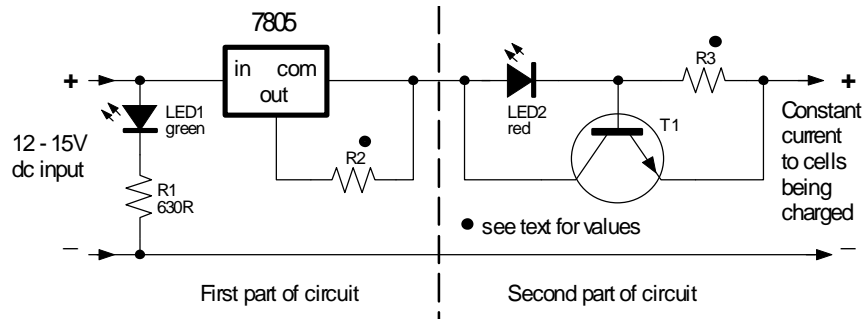 7805
in com
out
+
LED1
green
12 - 15V
dc input
R1
630R
R2
●
–
First part of circuit
LED2
red
R3
●
T1
+
Constant
current
to cells
being
charged
● see text for values
–
Second part of circuit